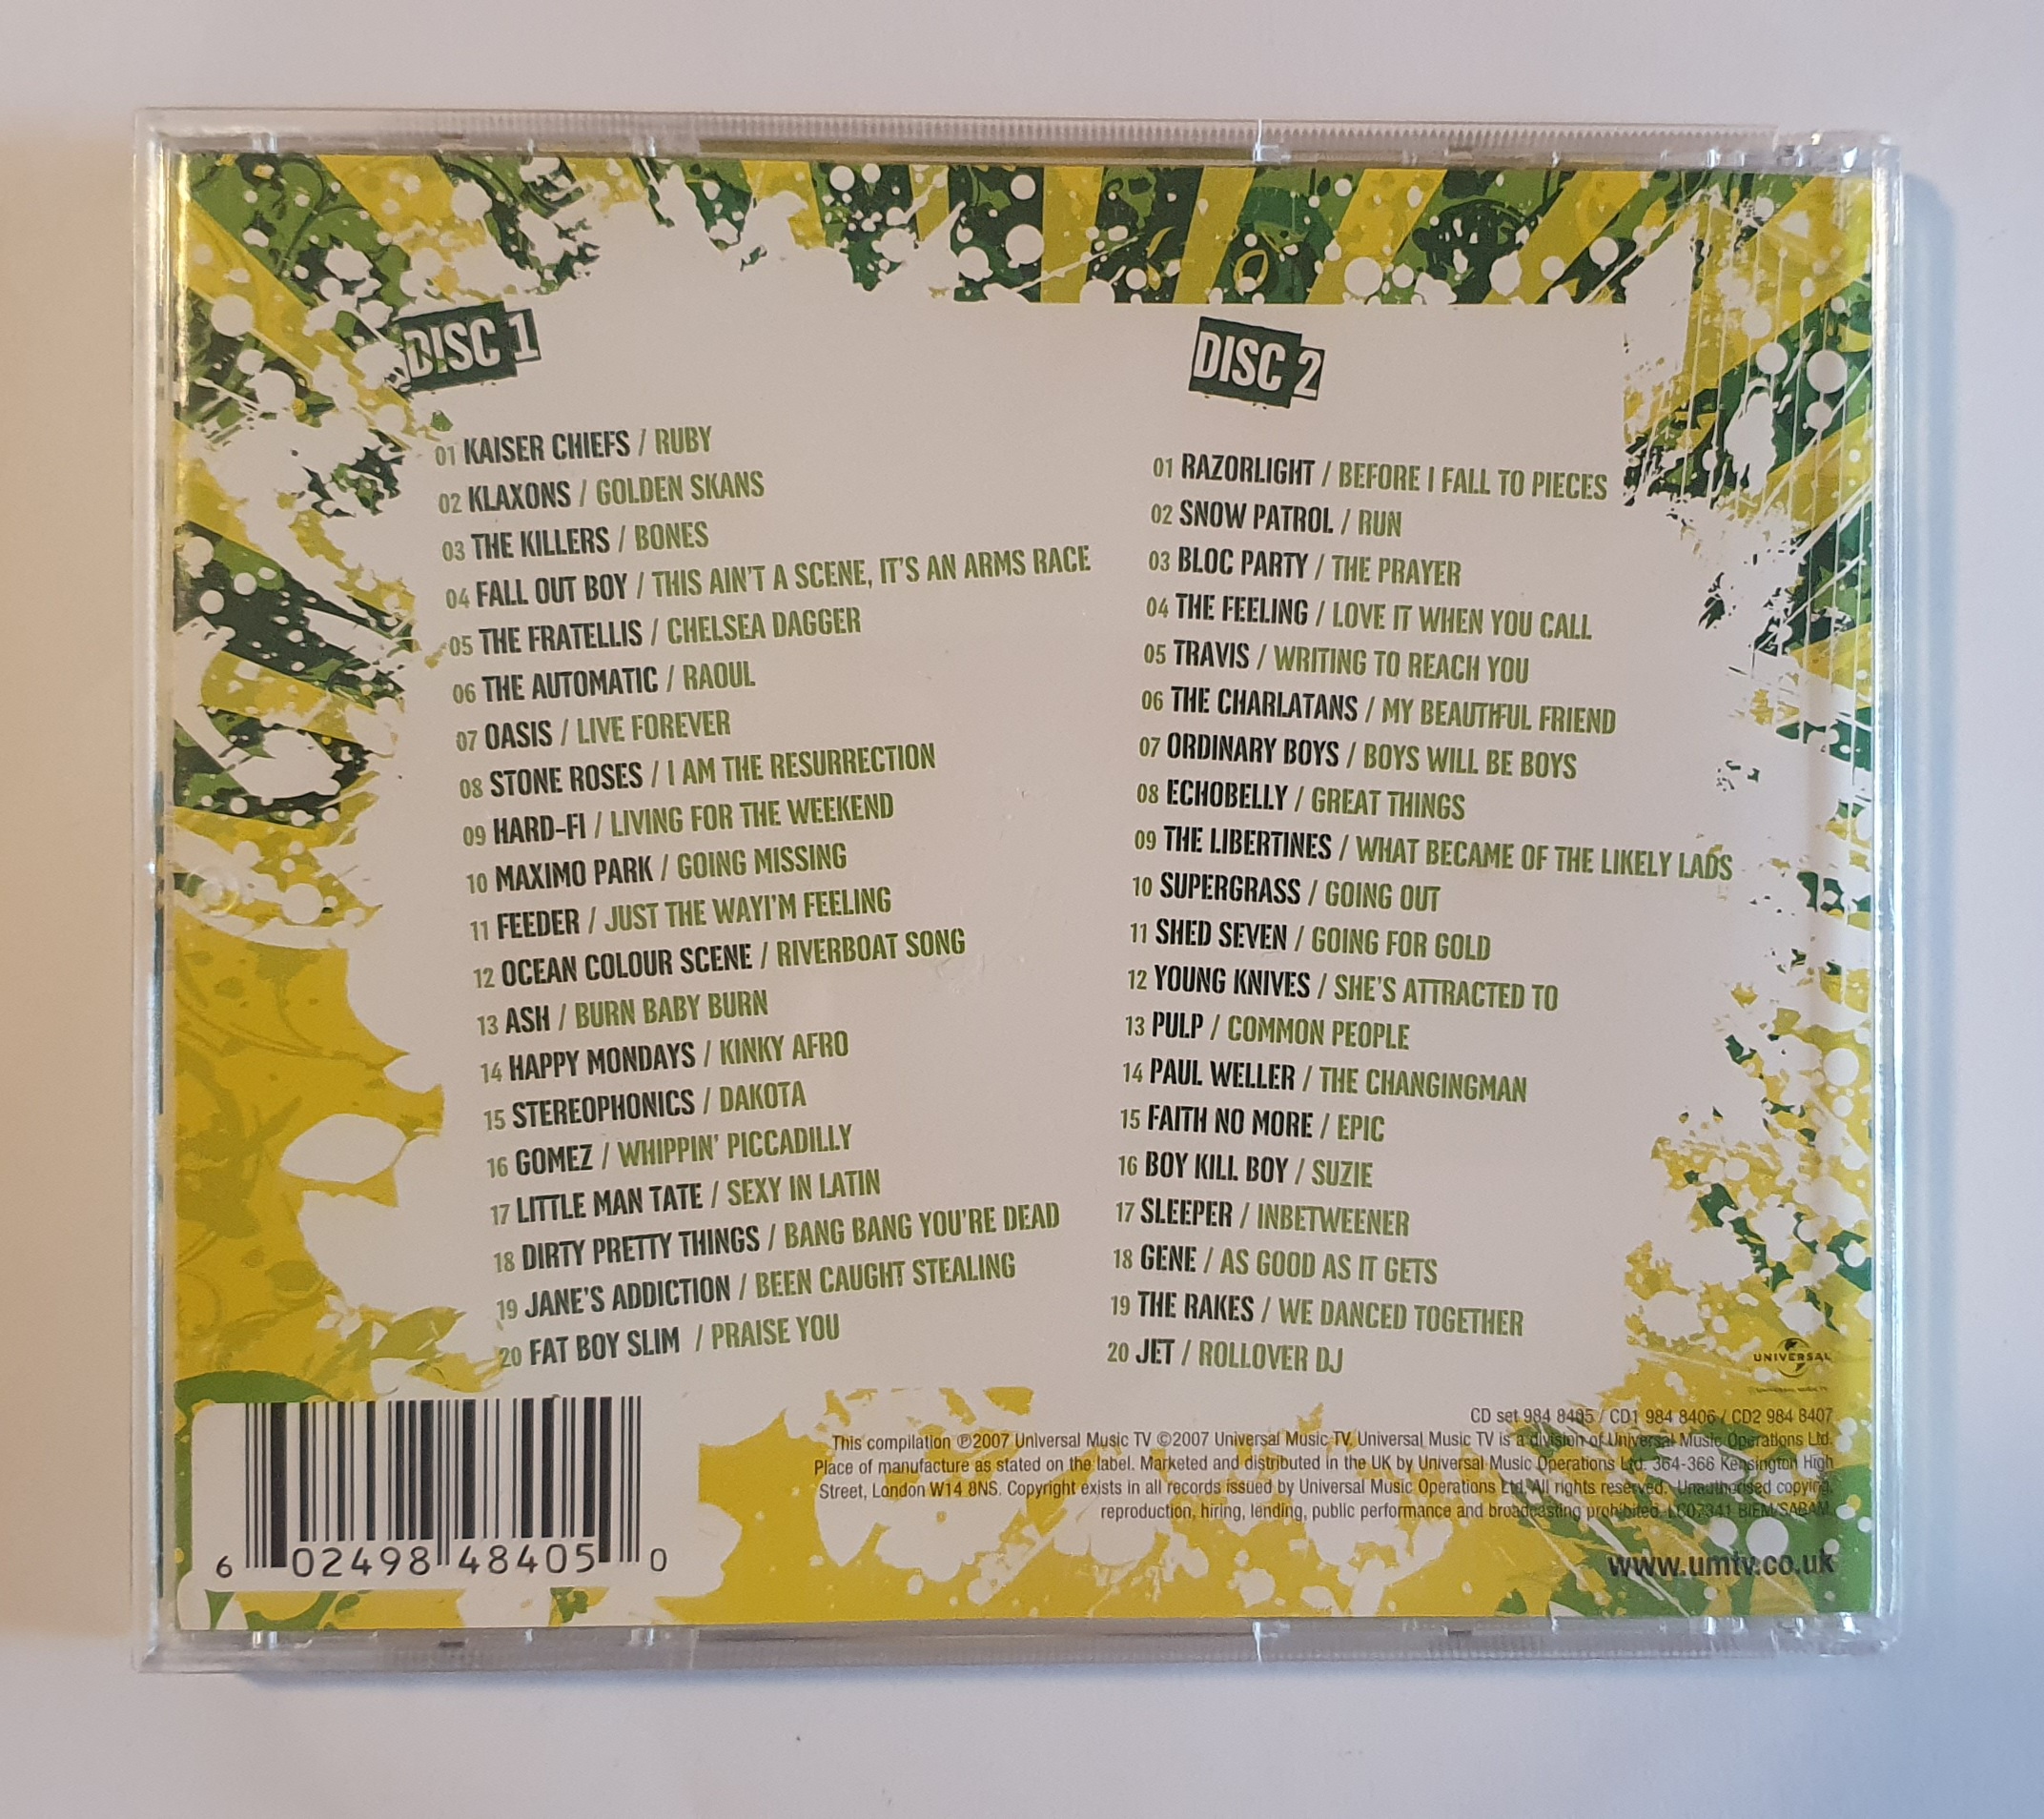 DISC 1
01 KAISER CHIEFS / RUBY
02 KLAXONS / GOLDEN SKANS
03 THE KILLERS / BONES
04 FALL OUT BOY / THIS AIN'T A SCENE, IT'S AN ARMS RACE
05 THE FRATELLIS / CHELSEA DAGGER
06 THE AUTOMATIC / RAOUL
07 OASIS / LIVE FOREVER
08 STONE ROSES / I AM THE RESURRECTION
09 HARD-FI / LIVING FOR THE WEEKEND
10 MAXIMO PARK / GOING MISSING
11 FEEDER / JUST THE WAYI'M FEELING
12 OCEAN COLOUR SCENE / RIVERBOAT SONG
13 ASH / BURN BABY BURN
14 HAPPY MONDAYS / KINKY AFRO
15 STEREOPHONICS / DAKOTA
16 GOMEZ / WHIPPIN' PICCADILLY
17 LITTLE MAN TATE / SEXY IN LATIN
18 DIRTY PRETTY THINGS / BANG BANG YOU'RE DEAD
19 JANE'S ADDICTION / BEEN CAUGHT STEALING
20 FAT BOY SLIM / PRAISE YOU
DISC 2
01 RAZORLIGHT / BEFORE I FALL TO PIECES
02 SNOW PATROL / RUN
03 BLOC PARTY / THE PRAYER
04 THE FEELING / LOVE IT WHEN YOU CALL
05 TRAVIS / WRITING TO REACH YOU
06 THE CHARLATANS / MY BEAUTIFUL FRIEND
07 ORDINARY BOYS / BOYS WILL BE BOYS
08 ECHOBELLY / GREAT THINGS
09 THE LIBERTINES / WHAT BECAME OF THE LIKELY LADS
10 SUPERGRASS / GOING OUT
11 SHED SEVEN / GOING FOR GOLD
12 YOUNG KNIVES / SHE'S ATTRACTED TO
13 PULP / COMMON PEOPLE
14 PAUL WELLER / THE CHANGINGMAN
15 FAITH NO MORE / EPIC
16 BOY KILL BOY / SUZIE
17 SLEEPER / INBETWEENER
18 GENE / AS GOOD AS IT GETS
19 THE RAKES / WE DANCED TOGETHER
20 JET / ROLLOVER DJ
UNIVERSAL
UNIVERSAL MUSIC TV
CD set 984 8405 / CD1 984 8406 / CD2 984 8407
This compilation ℗2007 Universal Music TV ©2007 Universal Music TV. Universal Music TV is a division of Universal Music Operations Ltd.
Place of manufacture as stated on the label. Marketed and distributed in the UK by Universal Music Operations Ltd. 364-366 Kensington High
Street, London W14 8NS. Copyright exists in all records issued by Universal Music Operations Ltd. All rights reserved. Unauthorised copying,
reproduction, hiring, lending, public performance and broadcasting prohibited. LC07341 BIEM/SABAM.
www.umtv.co.uk
6 02498 48405 0